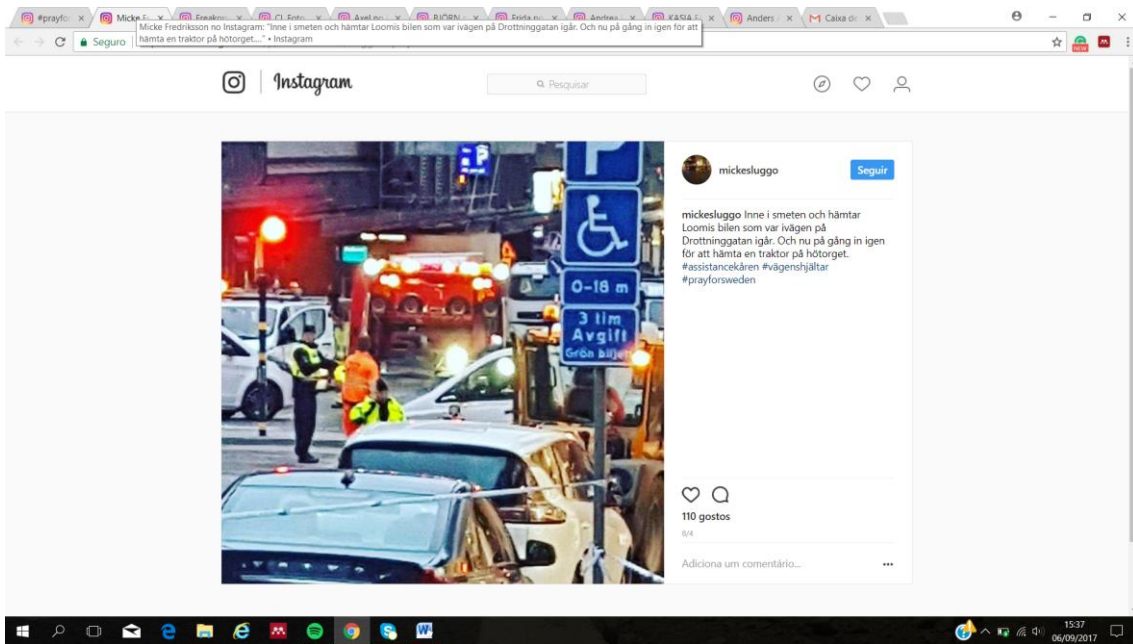 #prayfo
Micke F
Freakno
CL Foto
Axel no
BJÖRN
Frida no
Andrea
KASIA F
Anders
Caixa de
Micke Fredriksson no Instagram: "Inne i smeten och hämtar Loomis bilen som var ivägen på Drottninggatan igår. Och nu på gång in igen för att
hämta en traktor på hötorget...." • Instagram
Seguro
NEW
Instagram
Pesquisar
P
P
0-18 m
3 tim
Avgift
Grön biljett
mickesluggo
Seguir
mickesluggo Inne i smeten och hämtar
Loomis bilen som var ivägen på
Drottninggatan igår. Och nu på gång in igen
för att hämta en traktor på hötorget.
#assistancekåren #vägenshjältar
#prayforsweden
110 gostos
8/4
Adiciona um comentário...
15:37
06/09/2017